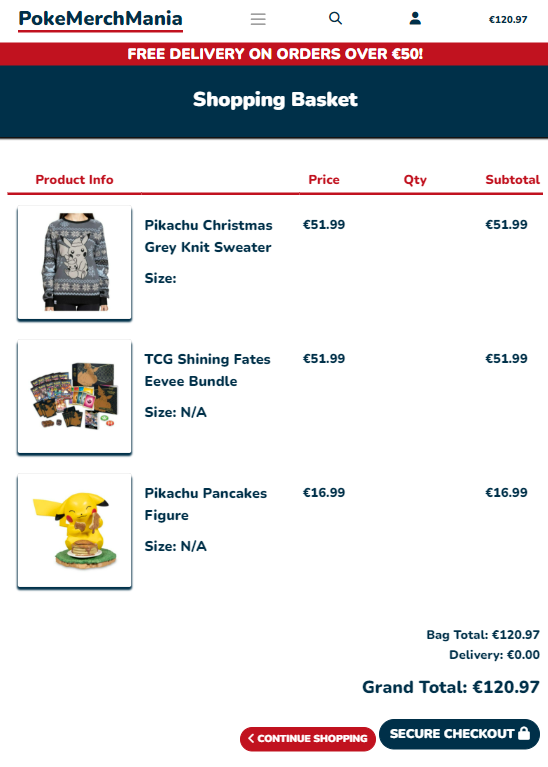 PokeMerchMania
€120.97
FREE DELIVERY ON ORDERS OVER €50!
Shopping Basket
Product Info Price Qty Subtotal
Pikachu Christmas €51.99 €51.99
Grey Knit Sweater
Size:
TCG Shining Fates €51.99 €51.99
Eevee Bundle
Size: N/A
Pikachu Pancakes €16.99 €16.99
Figure
Size: N/A
Bag Total: €120.97
Delivery: €0.00
Grand Total: €120.97
CONTINUE SHOPPING SECURE CHECKOUT